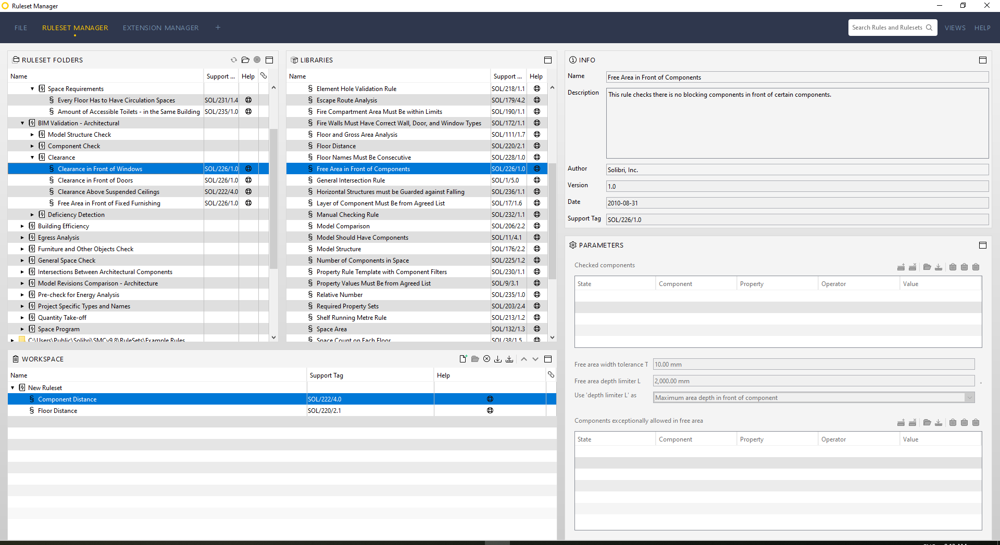 Ruleset Manager
FILE RULESET MANAGER EXTENSION MANAGER +
Search Rules and Rulesets VIEWS HELP
RULESET FOLDERS
Name Support ... Help
Space Requirements
§ Every Floor Has to Have Circulation Spaces SOL/231/1.4
§ Amount of Accessible Toilets - in the Same Building SOL/235/1.0
BIM Validation - Architectural
Model Structure Check
Component Check
Clearance
§ Clearance in Front of Windows SOL/226/1.0
§ Clearance in Front of Doors SOL/226/1.0
§ Clearance Above Suspended Ceilings SOL/222/4.0
§ Free Area in Front of Fixed Furnishing SOL/226/1.0
Deficiency Detection
Building Efficiency
Egress Analysis
Furniture and Other Objects Check
General Space Check
Intersections Between Architectural Components
Model Revisions Comparison - Architecture
Pre-check for Energy Analysis
Project Specific Types and Names
Quantity Take-off
Space Program
C:\Users\Public\Solibri\SMCv9.8\RuleSets\Example Rules
LIBRARIES
Name Support ... Help
§ Element Hole Validation Rule SOL/218/1.1
§ Escape Route Analysis SOL/179/4.2
§ Fire Compartment Area Must Be within Limits SOL/190/1.1
§ Fire Walls Must Have Correct Wall, Door, and Window Types SOL/172/1.1
§ Floor and Gross Area Analysis SOL/111/1.7
§ Floor Distance SOL/220/2.1
§ Floor Names Must Be Consecutive SOL/228/1.0
§ Free Area in Front of Components SOL/226/1.0
§ General Intersection Rule SOL/1/5.0
§ Horizontal Structures must be Guarded against Falling SOL/236/1.1
§ Layer of Component Must Be from Agreed List SOL/17/1.6
§ Manual Checking Rule SOL/232/1.1
§ Model Comparison SOL/206/2.2
§ Model Should Have Components SOL/11/4.1
§ Model Structure SOL/176/2.2
§ Number of Components in Space SOL/225/1.2
§ Property Rule Template with Component Filters SOL/230/1.1
§ Property Values Must Be from Agreed List SOL/9/3.1
§ Relative Number SOL/235/1.0
§ Required Property Sets SOL/203/2.4
§ Shelf Running Metre Rule SOL/213/1.2
§ Space Area SOL/132/1.3
§ Space Count on Each Floor SOL/38/1.5
WORKSPACE
Name Support Tag Help
New Ruleset
§ Component Distance SOL/222/4.0
§ Floor Distance SOL/220/2.1
INFO
Name Free Area in Front of Components
Description This rule checks there is no blocking components in front of certain components.
Author Solibri, Inc.
Version 1.0
Date 2010-08-31
Support Tag SOL/226/1.0
PARAMETERS
Checked components
State Component Property Operator Value
Free area width tolerance T 10.00 mm
Free area depth limiter L 2,000.00 mm
Use 'depth limiter L' as Maximum area depth in front of component
Components exceptionally allowed in free area
State Component Property Operator Value